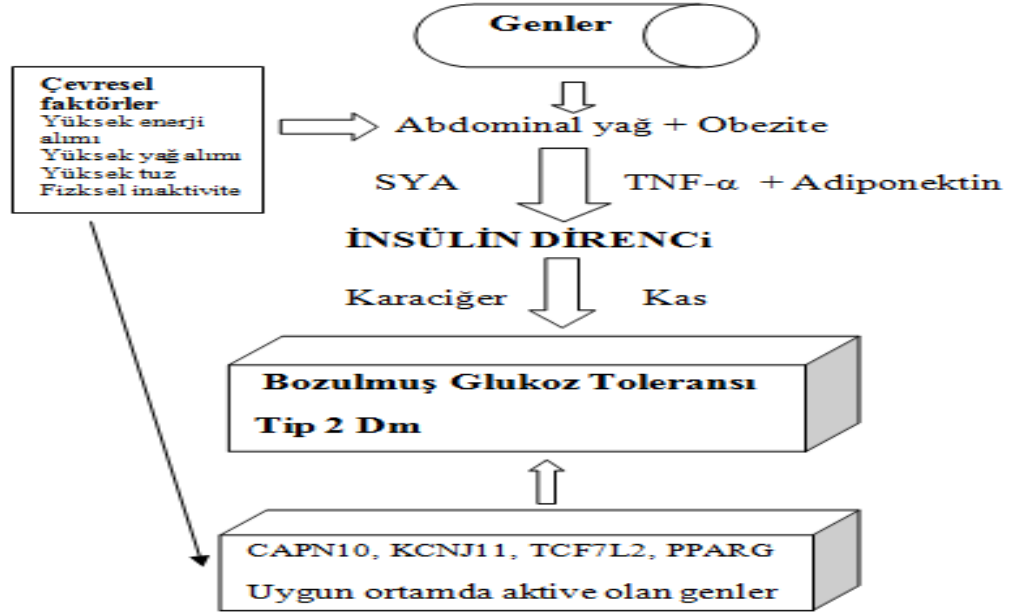 Genler
Çevresel
faktörler
Yüksek enerji
alımı
Yüksek yağ alımı
Yüksek tuz
Fizksel inaktivite
Abdominal yağ + Obezite
SYA TNF-α + Adiponektin
İNSÜLİN DİRENCi
Karaciğer Kas
Bozulmuş Glukoz Toleransı
Tip 2 Dm
CAPN10, KCNJ11, TCF7L2, PPARG
Uygun ortamda aktive olan genler